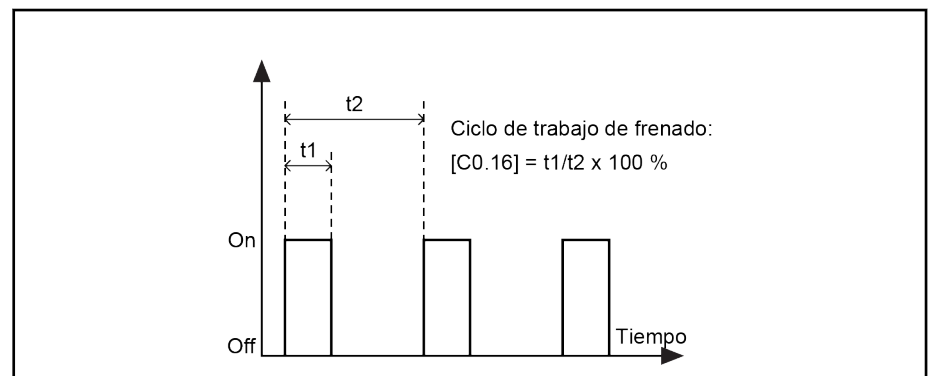 t2
Ciclo de trabajo de frenado:
t1
[C0.16] = t1/t2 x 100 %
On
Tiempo
Off